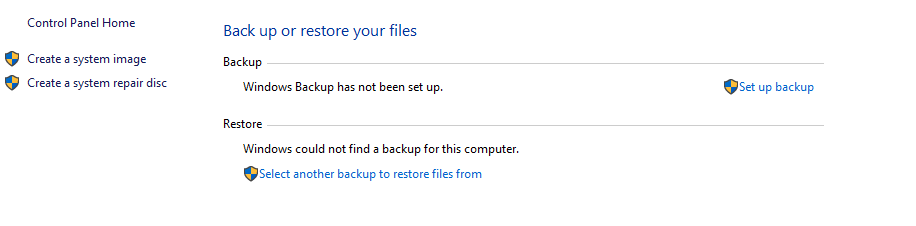 Control Panel Home
Create a system image
Create a system repair disc
Back up or restore your files
Backup
Windows Backup has not been set up.
Set up backup
Restore
Windows could not find a backup for this computer.
Select another backup to restore files from